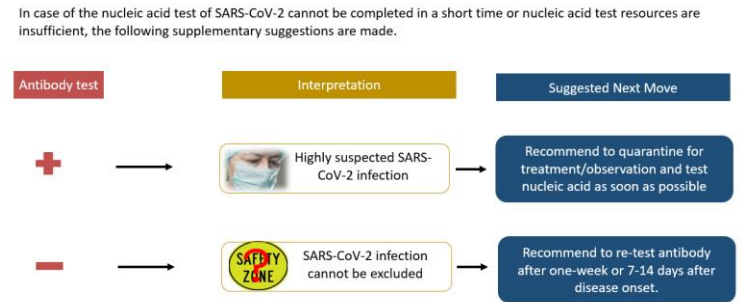 In case of the nucleic acid test of SARS-CoV-2 cannot be completed in a short time or nucleic acid test resources are
insufficient, the following supplementary suggestions are made.
Antibody test
Interpretation
Suggested Next Move
+
Highly suspected SARS-
CoV-2 infection
Recommend to quarantine for
treatment/observation and test
nucleic acid as soon as possible
−
SAFETY
?
ZONE
SARS-CoV-2 infection
cannot be excluded
Recommend to re-test antibody
after one-week or 7-14 days after
disease onset.